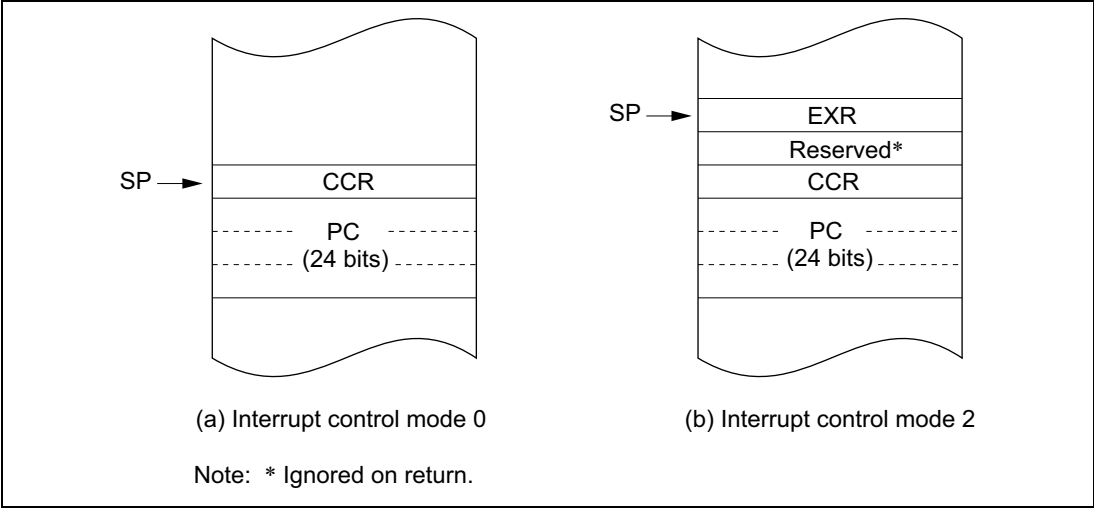 SP
CCR
PC
(24 bits)
(a) Interrupt control mode 0
SP
EXR
Reserved*
CCR
PC
(24 bits)
(b) Interrupt control mode 2
Note: * Ignored on return.